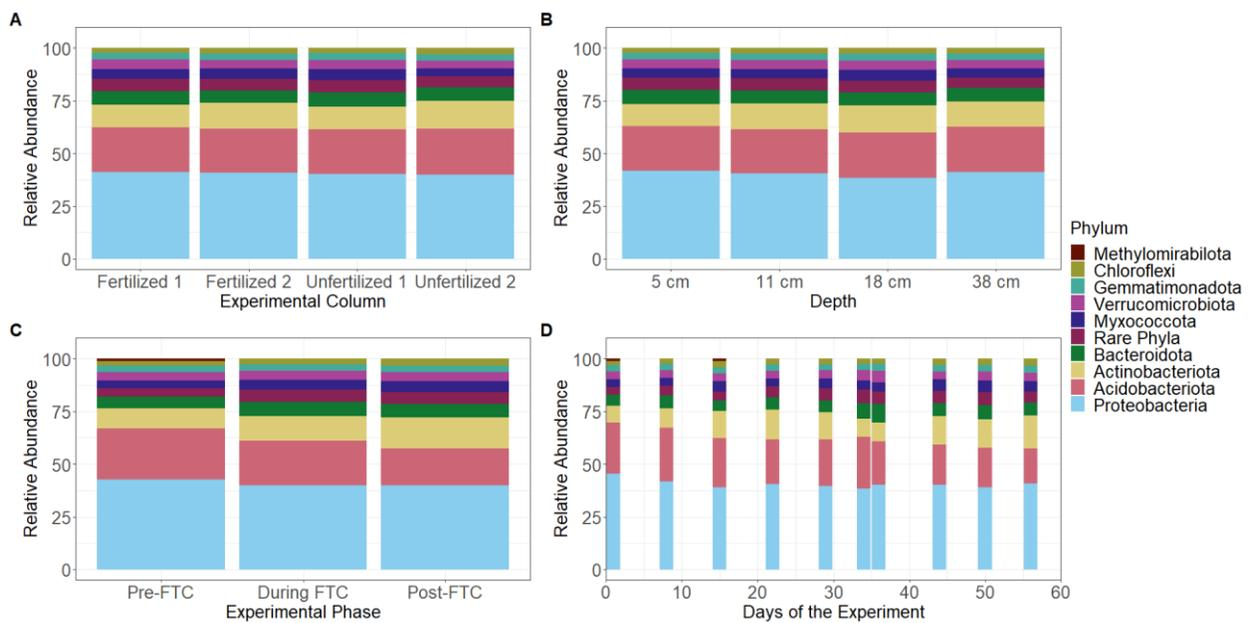 A
Relative Abundance
100
75
50
25
0
Fertilized 1 Fertilized 2 Unfertilized 1 Unfertilized 2
Experimental Column
B
Relative Abundance
100
75
50
25
0
5 cm 11 cm 18 cm 38 cm
Depth
C
Relative Abundance
100
75
50
25
0
Pre-FTC During FTC Post-FTC
Experimental Phase
D
Relative Abundance
100
75
50
25
0
0 10 20 30 40 50 60
Days of the Experiment
Phylum
Methylomirabilota
Chloroflexi
Gemmatimonadota
Verrucomicrobiota
Myxococcota
Rare Phyla
Bacteroidota
Actinobacteriota
Acidobacteriota
Proteobacteria